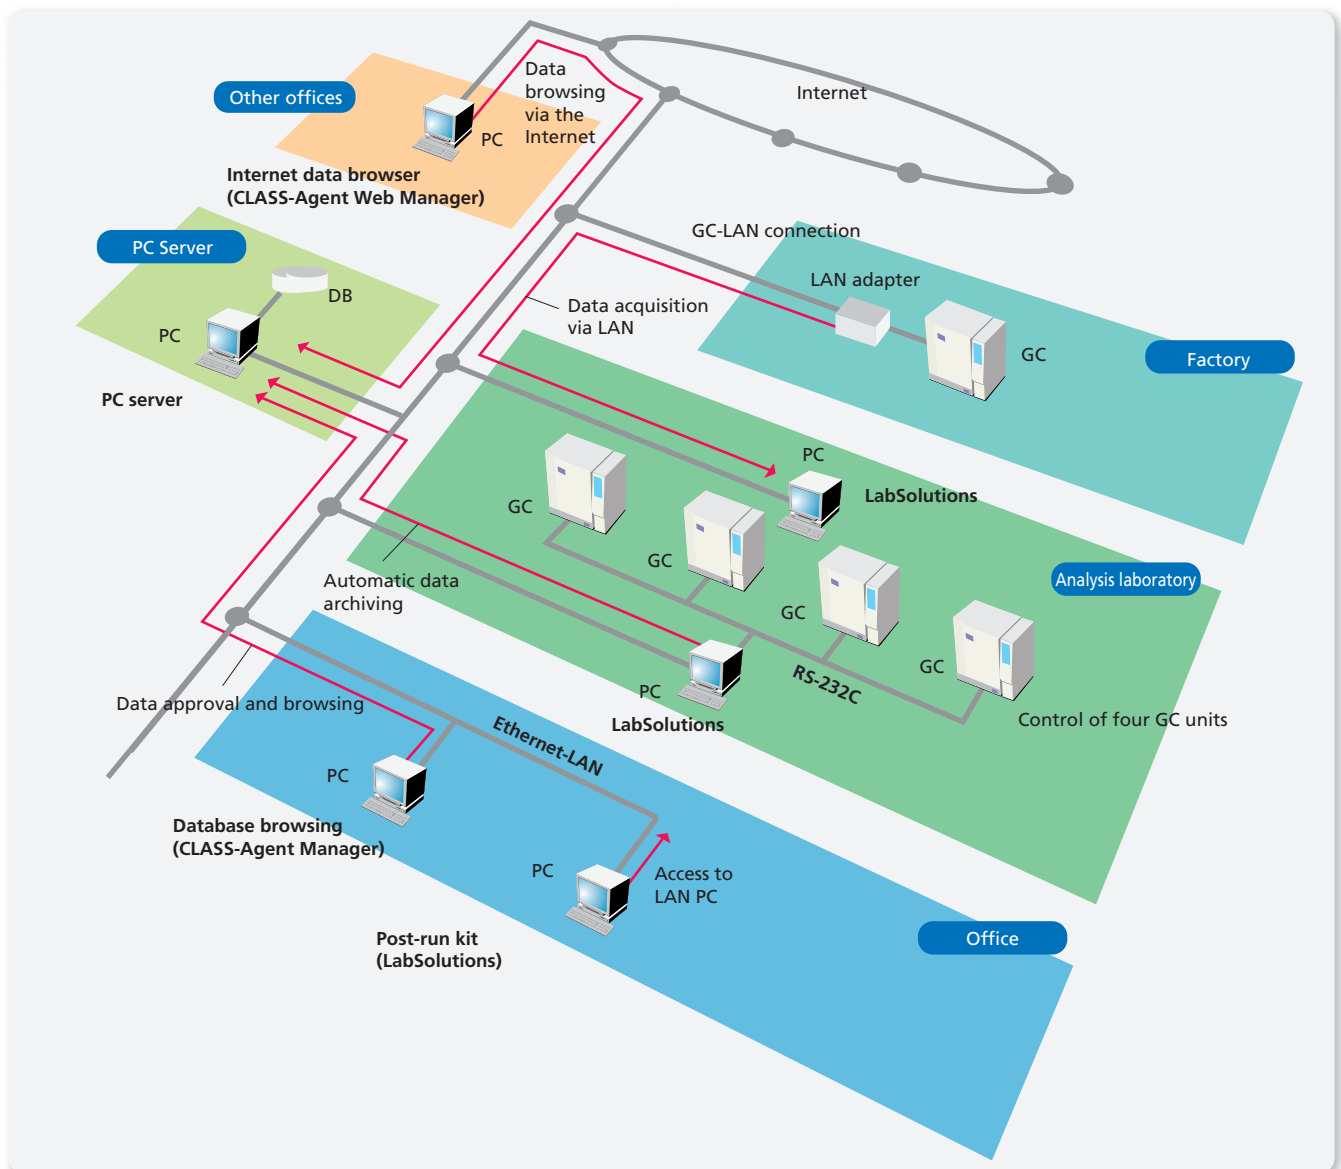 Data
browsing
via the
Internet
Internet
Other offices
PC
Internet data browser
(CLASS-Agent Web Manager)
PC Server
GC-LAN connection
DB
LAN adapter
Data acquisition
via LAN
PC
GC
Factory
PC server
PC
LabSolutions
GC
GC
Automatic data
archiving
Analysis laboratory
GC
GC
RS-232C
PC
LabSolutions
Control of four GC units
Data approval and browsing
Ethernet-LAN
PC
Database browsing
(CLASS-Agent Manager)
PC
Access to
LAN PC
Post-run kit
(LabSolutions)
Office